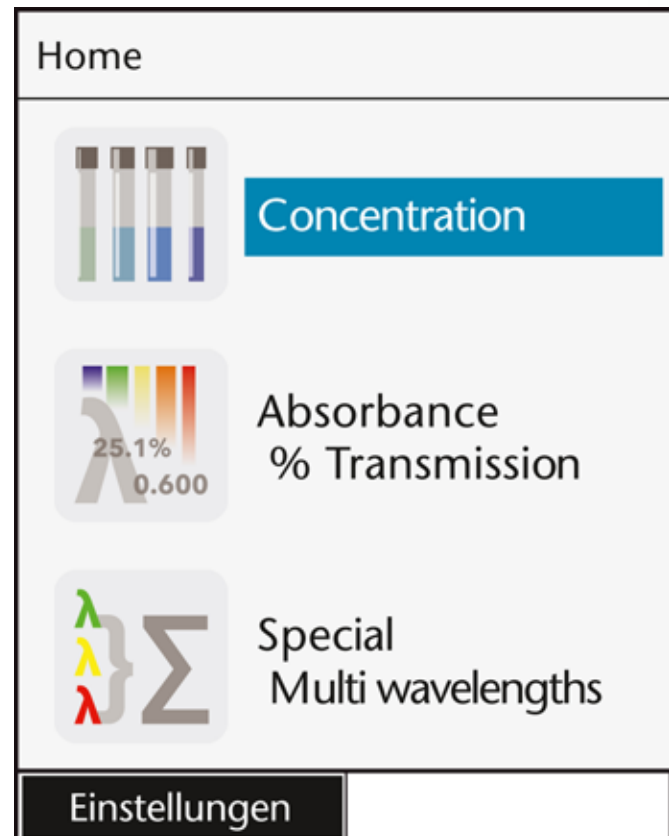 Home
Concentration
25.1%
0.600
Absorbance
% Transmission
λ
λ
λ
}
Σ
Special
Multi wavelengths
Einstellungen